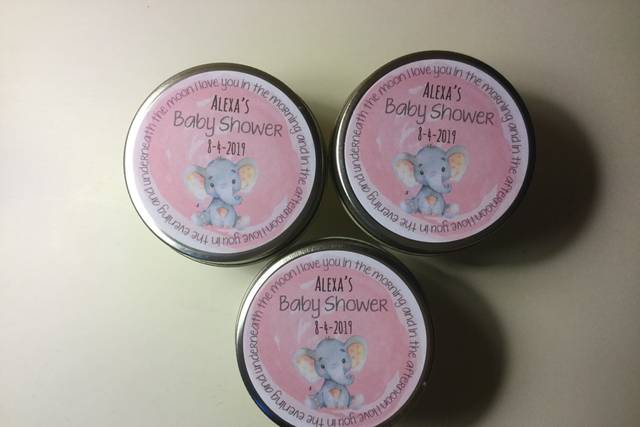 I love you in the morning and in the afternoon I love you in the evening and underneath the moon
ALEXA'S
Baby Shower
8-4-2019
I love you in the morning and in the afternoon I love you in the evening and underneath the moon
ALEXA'S
Baby Shower
8-4-2019
I love you in the morning and in the afternoon I love you in the evening and underneath the moon
ALEXA'S
Baby Shower
8-4-2019